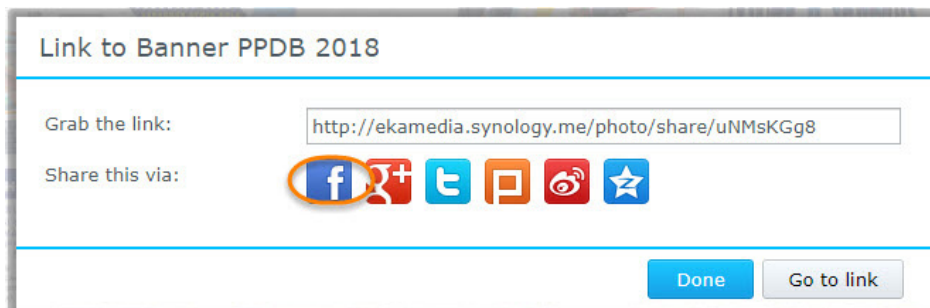 Link to Banner PPDB 2018
Grab the link:
http://ekamedia.synology.me/photo/share/uNMsKGg8
Share this via:
Done
Go to link